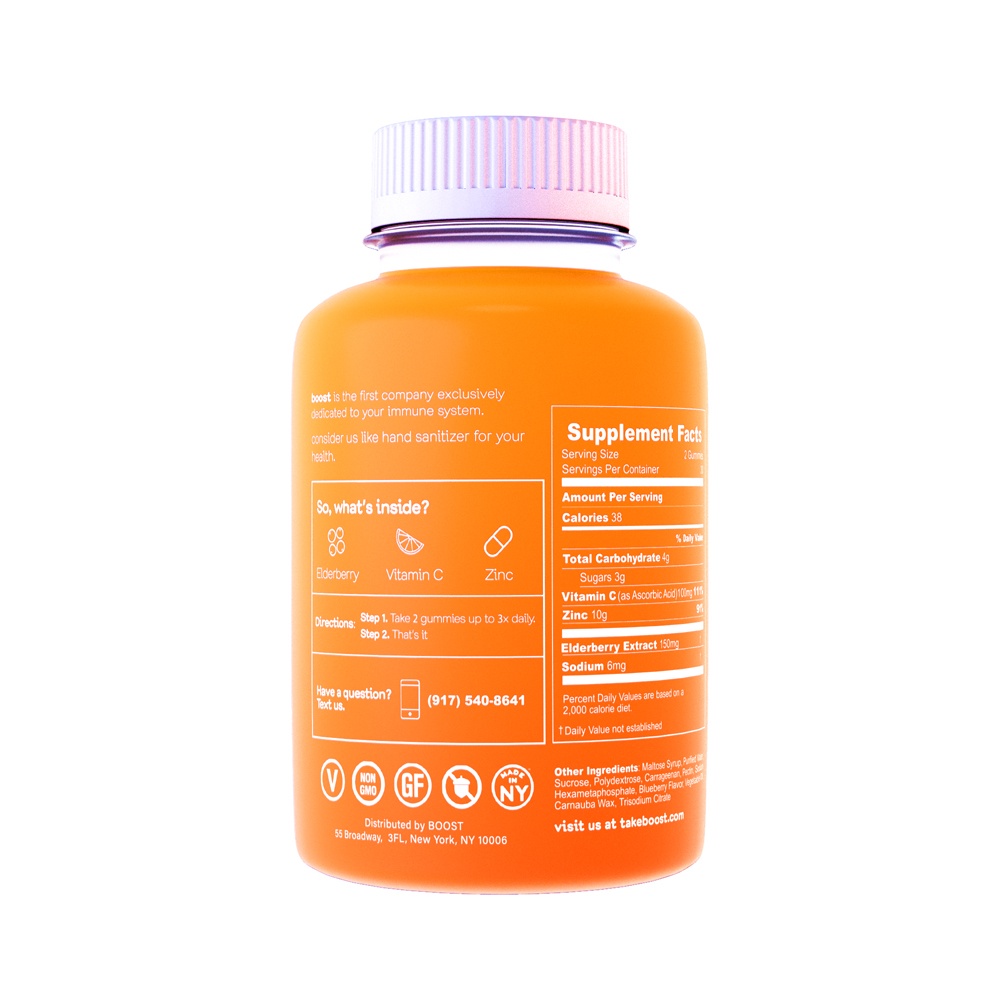 boost is the first company exclusively
dedicated to your immune system.
consider us like hand sanitizer for your
health.
So, what's inside?
Elderberry Vitamin C Zinc
Directions: Step 1. Take 2 gummies up to 3x daily.
Step 2. That's it
Have a question?
Text us.
(917) 540-8641
V
NON
GMO
GF
MADE
IN
NY
Distributed by BOOST
55 Broadway, 3FL, New York, NY 10006
Supplement Facts
Serving Size 2 Gummies
Servings Per Container
Amount Per Serving
Calories 38
% Daily Value
Total Carbohydrate 4g
Sugars 3g
Vitamin C (as Ascorbic Acid) 100mg 111%
Zinc 10g 9%
Elderberry Extract 150mg
Sodium 6mg
Percent Daily Values are based on a
2,000 calorie diet.
† Daily Value not established
Other Ingredients: Maltose Syrup, Purified
Sucrose, Polydextrose, Carrageenan, Pectin,
Hexametaphosphate, Blueberry Flavor, Vegetable
Carnauba Wax, Trisodium Citrate
visit us at takeboost.com